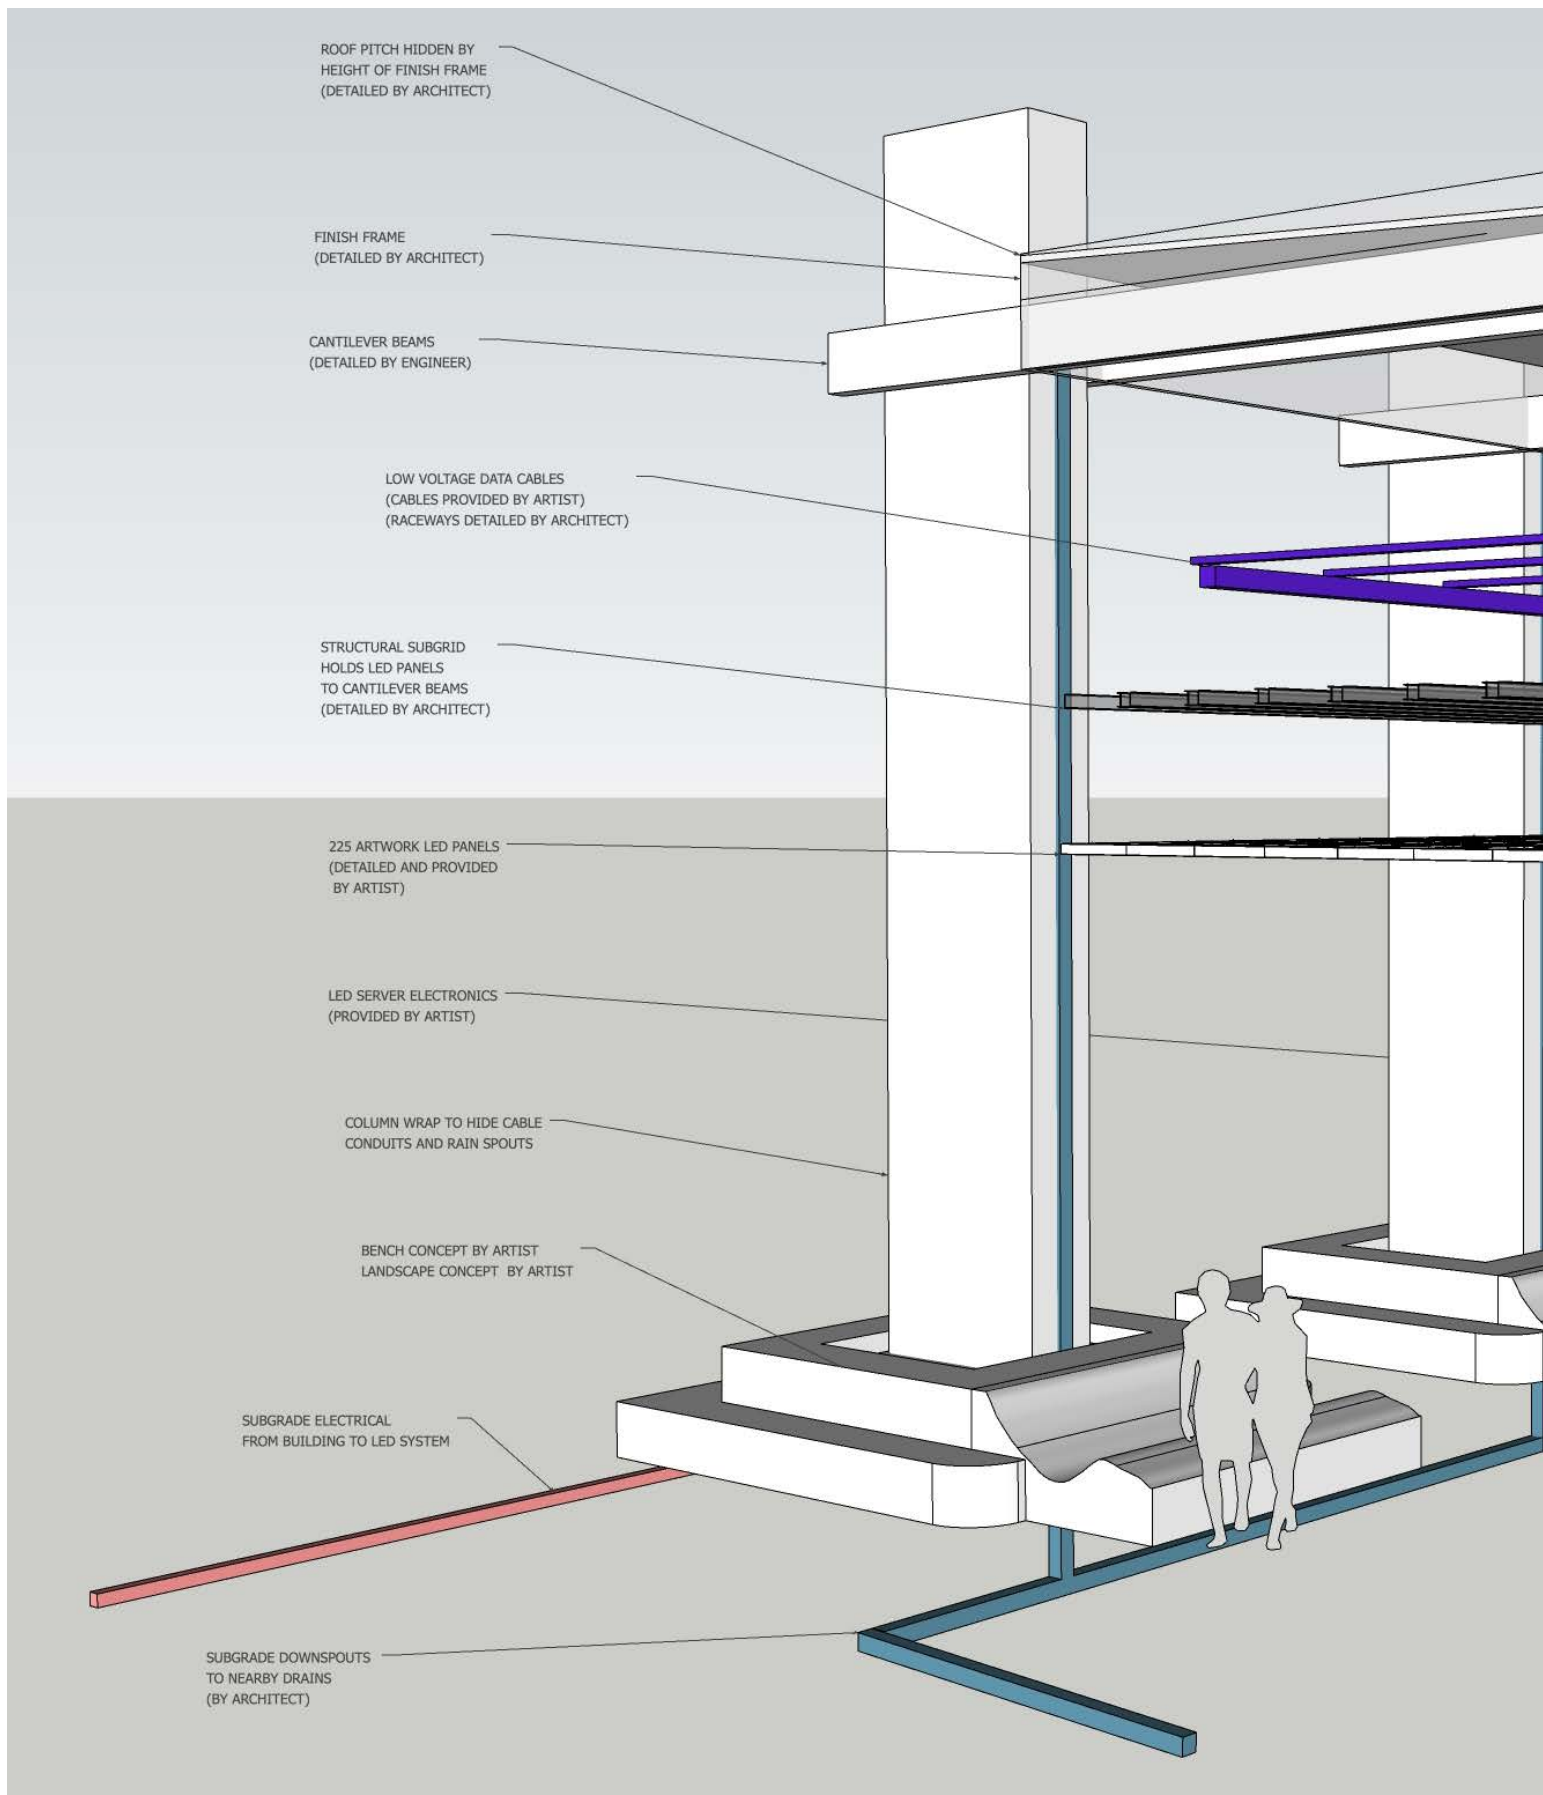 ROOF PITCH HIDDEN BY
HEIGHT OF FINISH FRAME
(DETAILED BY ARCHITECT)
FINISH FRAME
(DETAILED BY ARCHITECT)
CANTILEVER BEAMS
(DETAILED BY ENGINEER)
LOW VOLTAGE DATA CABLES
(CABLES PROVIDED BY ARTIST)
(RACEWAYS DETAILED BY ARCHITECT)
STRUCTURAL SUBGRID
HOLDS LED PANELS
TO CANTILEVER BEAMS
(DETAILED BY ARCHITECT)
225 ARTWORK LED PANELS
(DETAILED AND PROVIDED
BY ARTIST)
LED SERVER ELECTRONICS
(PROVIDED BY ARTIST)
COLUMN WRAP TO HIDE CABLE
CONDUITS AND RAIN SPOUTS
BENCH CONCEPT BY ARTIST
LANDSCAPE CONCEPT BY ARTIST
SUBGRADE ELECTRICAL
FROM BUILDING TO LED SYSTEM
SUBGRADE DOWNSPOUTS
TO NEARBY DRAINS
(BY ARCHITECT)